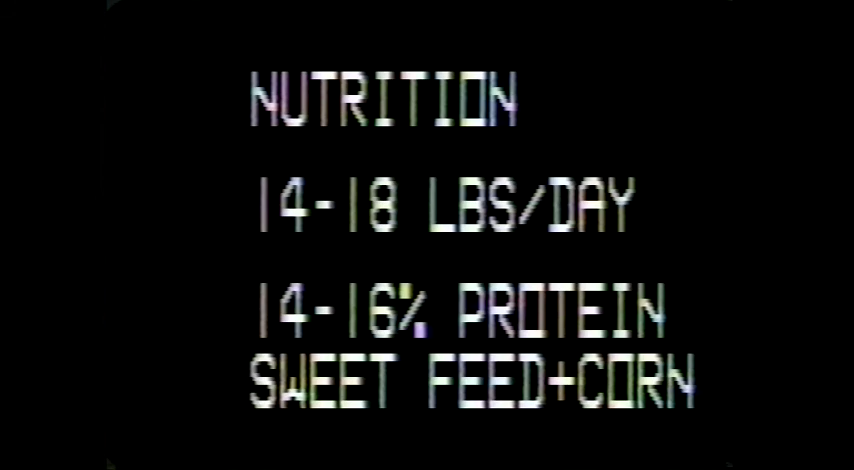 NUTRITION
14-18 LBS/DAY
14-16% PROTEIN
SWEET FEED+CORN